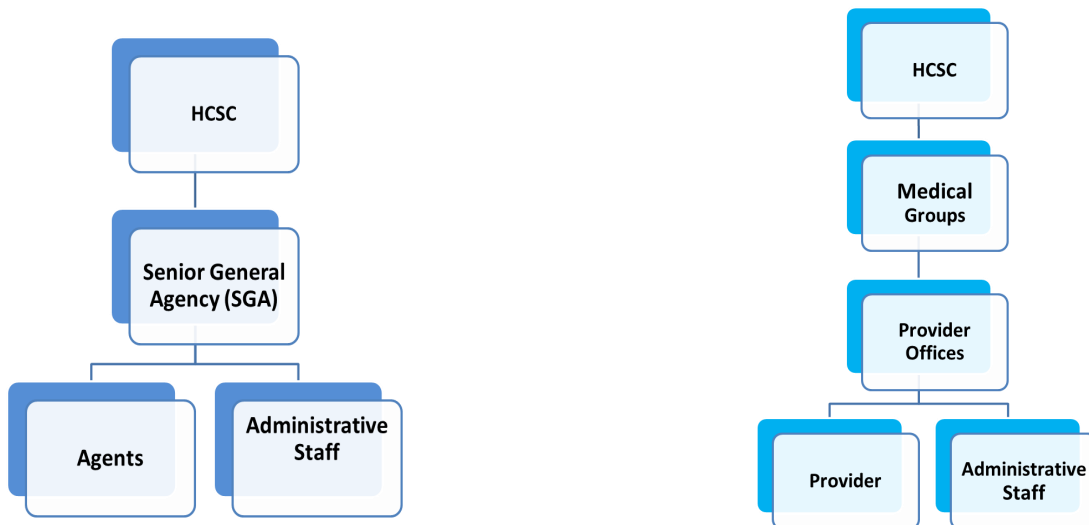 HCSC
Senior General
Agency (SGA)
Agents
Administrative
Staff
HCSC
Medical
Groups
Provider
Offices
Provider
Administrative
Staff